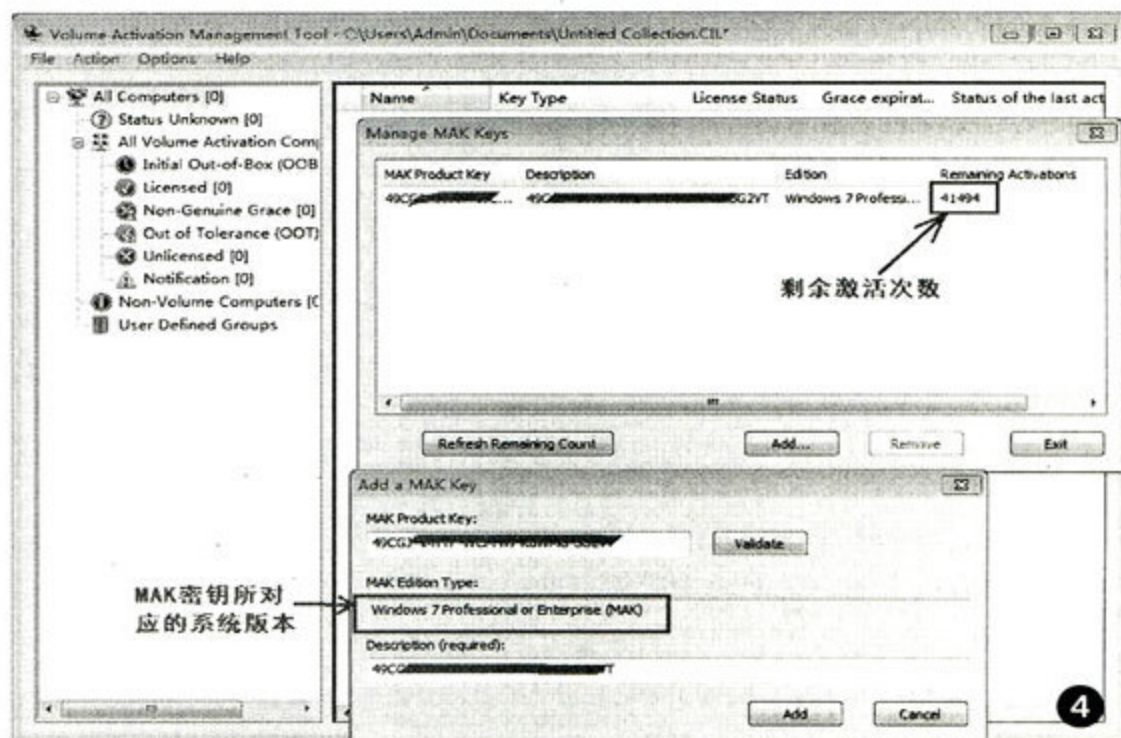 Volume Activation Management Tool - C:\Users\Admin\Documents\Untitled Collection.CIL*
File Action Options Help
All Computers [0]
Status Unknown [0]
All Volume Activation Com
Initial Out-of-Box (OOB
Licensed [0]
Non-Genuine Grace [0]
Out of Tolerance (OOT)
Unlicensed [0]
Notification [0]
Non-Volume Computers [0
User Defined Groups
Name Key Type License Status Grace expirat... Status of the last act
Manage MAK Keys
MAK Product Key Description Edition Remaining Activations
Windows 7 Professi... 41494
剩余激活次数
Refresh Remaining Count Add... Remove Exit
Add a MAK Key
MAK Product Key:
Validate
MAK密钥所对
应的系统版本
MAK Edition Type:
Windows 7 Professional or Enterprise (MAK)
Description (required):
Add Cancel
4